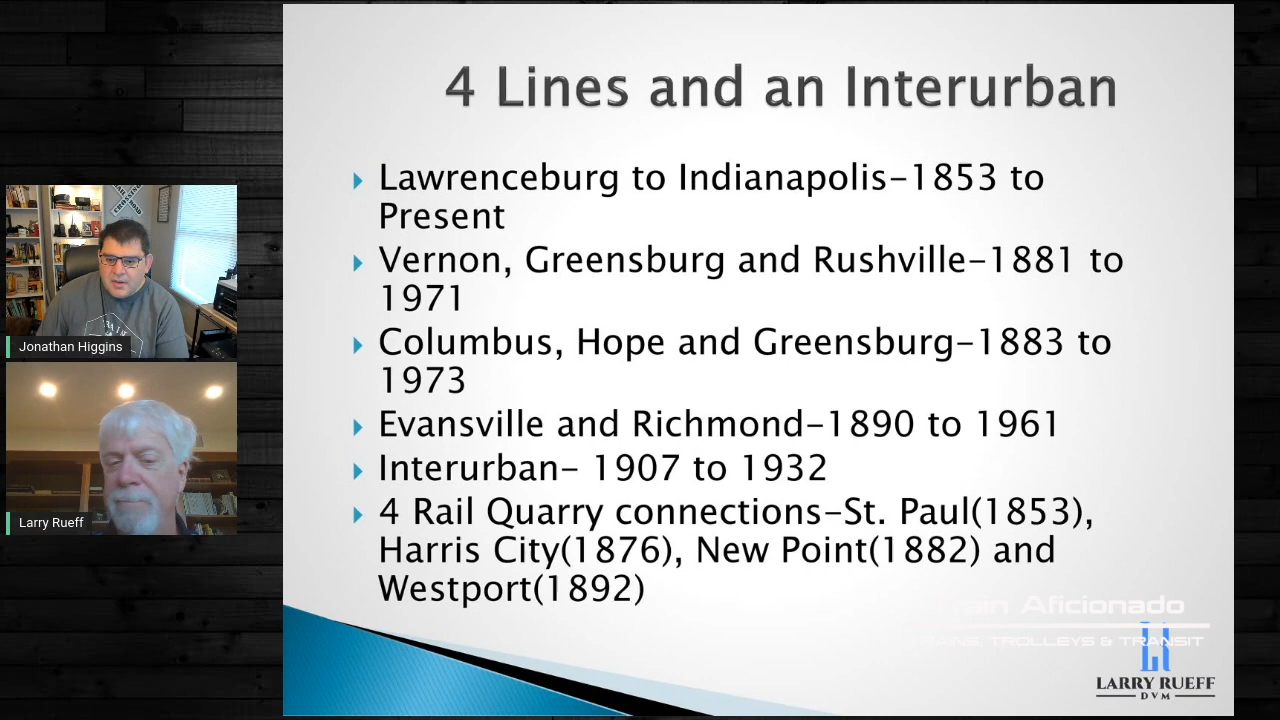 4 Lines and an Interurban
Lawrenceburg to Indianapolis-1853 to
Present
Vernon, Greensburg and Rushville-1881 to
1971
Columbus, Hope and Greensburg-1883 to
1973
Evansville and Richmond-1890 to 1961
Interurban- 1907 to 1932
4 Rail Quarry connections-St. Paul(1853),
Harris City(1876), New Point(1882) and
Westport(1892)
Jonathan Higgins
Larry Rueff
Aficionado
TROLLEYS & TRANSIT
LARRY RUEFF
DVM